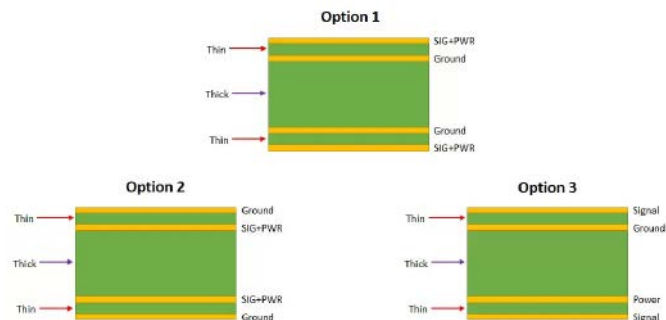 Option 1
SIG+PWR
Thin
Ground
Thick
Ground
Thin
SIG+PWR
Option 2
Ground
Thin
SIG+PWR
Thick
SIG+PWR
Thin
Ground
Option 3
Signal
Thin
Ground
Thick
Power
Thin
Signal